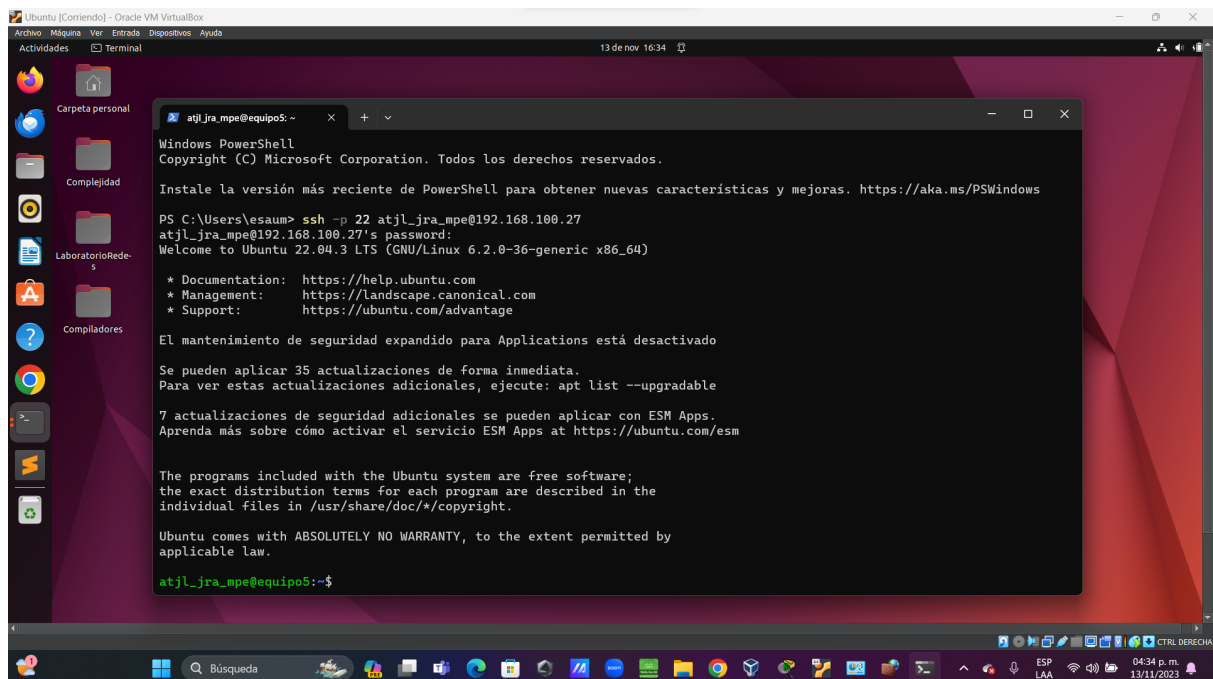 Ubuntu [Corriendo] - Oracle VM VirtualBox
Archivo Máquina Ver Entrada Dispositivos Ayuda
Actividades Terminal 13 de nov 16:34
Carpeta personal
Complejidad
LaboratorioRede-
s
Compiladores
atjl_jra_mpe@equipo5: ~
Windows PowerShell
Copyright (C) Microsoft Corporation. Todos los derechos reservados.
Instale la versión más reciente de PowerShell para obtener nuevas características y mejoras. https://aka.ms/PSWindows
PS C:\Users\esaum> ssh -p 22 atjl_jra_mpe@192.168.100.27
atjl_jra_mpe@192.168.100.27's password:
Welcome to Ubuntu 22.04.3 LTS (GNU/Linux 6.2.0-36-generic x86_64)
* Documentation: https://help.ubuntu.com
* Management: https://landscape.canonical.com
* Support: https://ubuntu.com/advantage
El mantenimiento de seguridad expandido para Applications está desactivado
Se pueden aplicar 35 actualizaciones de forma inmediata.
Para ver estas actualizaciones adicionales, ejecute: apt list --upgradable
7 actualizaciones de seguridad adicionales se pueden aplicar con ESM Apps.
Aprenda más sobre cómo activar el servicio ESM Apps at https://ubuntu.com/esm
The programs included with the Ubuntu system are free software;
the exact distribution terms for each program are described in the
individual files in /usr/share/doc/*/copyright.
Ubuntu comes with ABSOLUTELY NO WARRANTY, to the extent permitted by
applicable law.
atjl_jra_mpe@equipo5:~$
CTRL DERECHA
Búsqueda
ESP
LAA
04:34 p. m.
13/11/2023